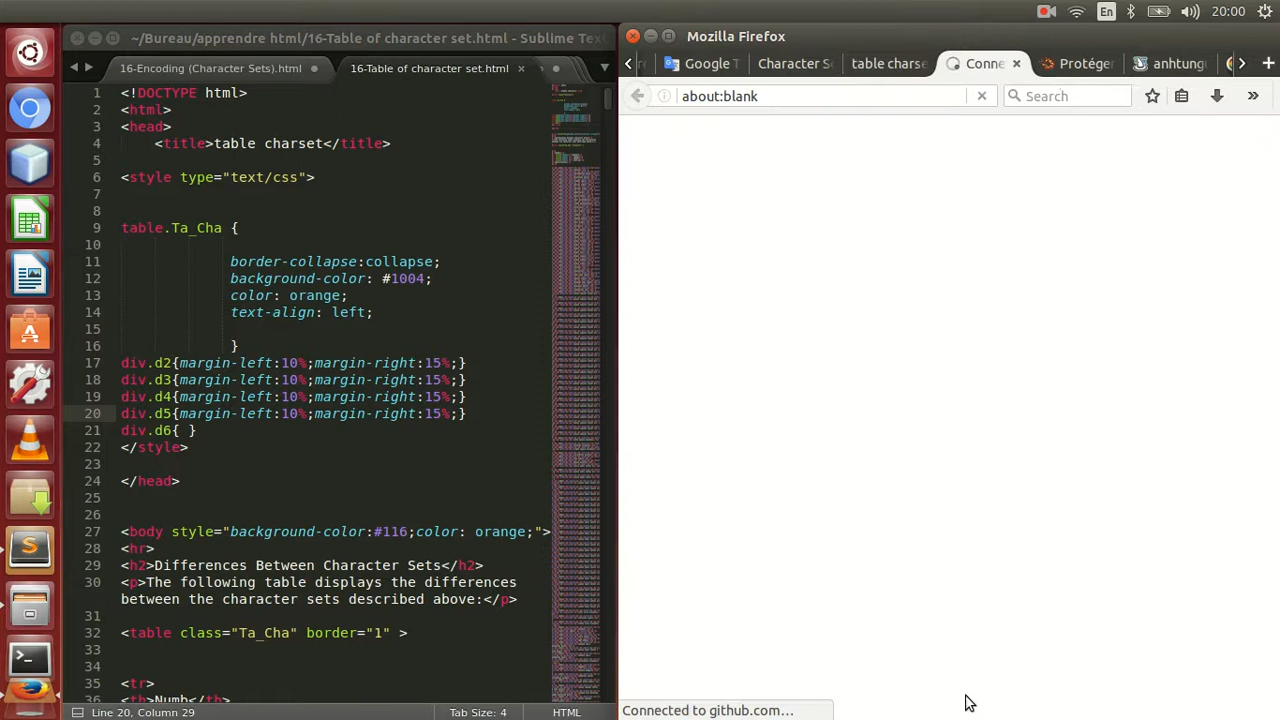 20:00
En
~/Bureau/apprendre html/16-Table of character set.html - Sublime Tex
16-Encoding (Character Sets).html
16-Table of character set.html
1 <!DOCTYPE html>
2 <html>
3 <head>
4 <title>table charset</title>
5
6 <style type="text/css">
7
8
9 table.Ta_Cha {
10
11 border-collapse:collapse;
12 background-color: #1004;
13 color: orange;
14 text-align: left;
15
16 }
17 div.d2{margin-left:10%;margin-right:15%;}
18 div.d3{margin-left:10%;margin-right:15%;}
19 div.d4{margin-left:10%;margin-right:15%;}
20 div.d5{margin-left:10%;margin-right:15%;}
21 div.d6{ }
22 </style>
23
24 </head>
25
26
27 <body style="background-color:#116;color: orange;">
28 <hr>
29 <h2>Differences Between Character Sets</h2>
30 <p>The following table displays the differences
between the character sets described above:</p>
31
32 <table class="Ta_Cha" border="1" >
33
34
35 <tr>
36 <th>Numb</th>
Line 20, Column 29
Tab Size: 4
HTML
Mozilla Firefox
Google T
Character Se
table charse
Conne
Protéger
anhtung
about:blank
Search
Connected to github.com…